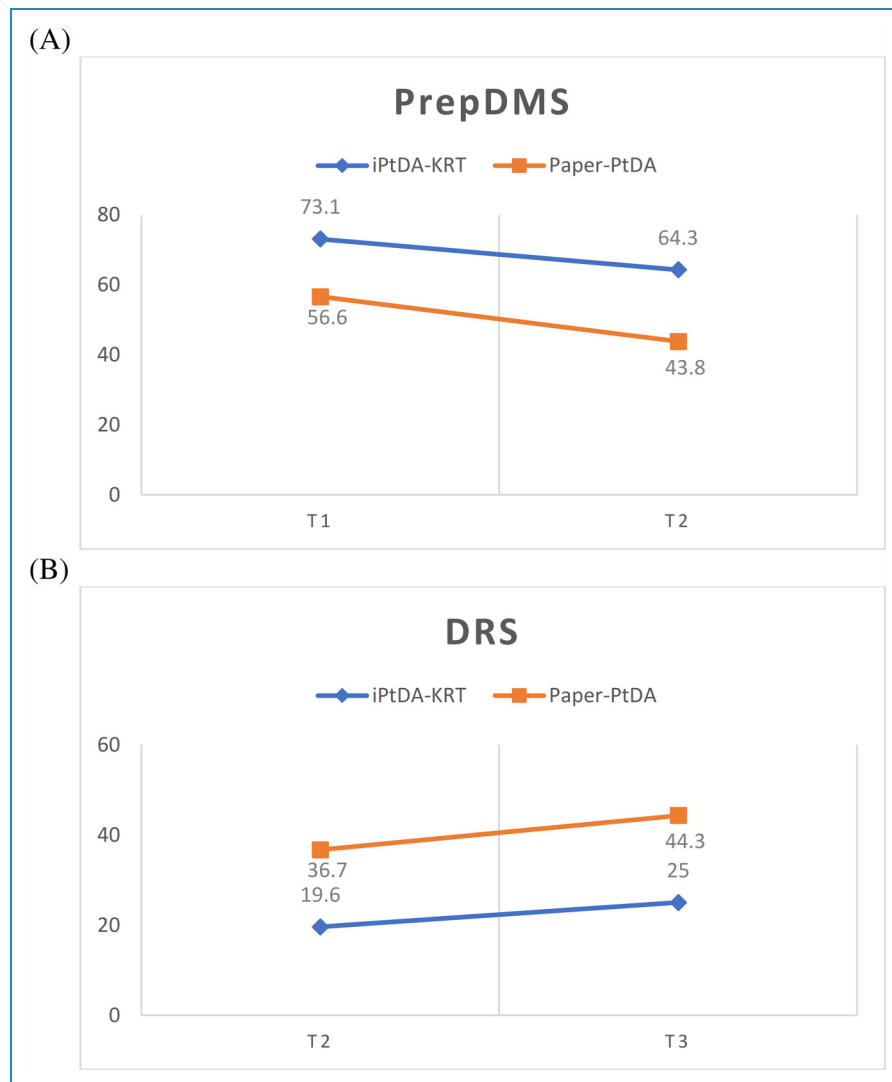 (A)
PrepDMS
iPtDA-KRT Paper-PtDA
73.1
64.3
56.6
43.8
80
60
40
20
0
T1 T2
(B)
DRS
iPtDA-KRT Paper-PtDA
60
40
20
0
36.7
44.3
19.6
25
T2 T3